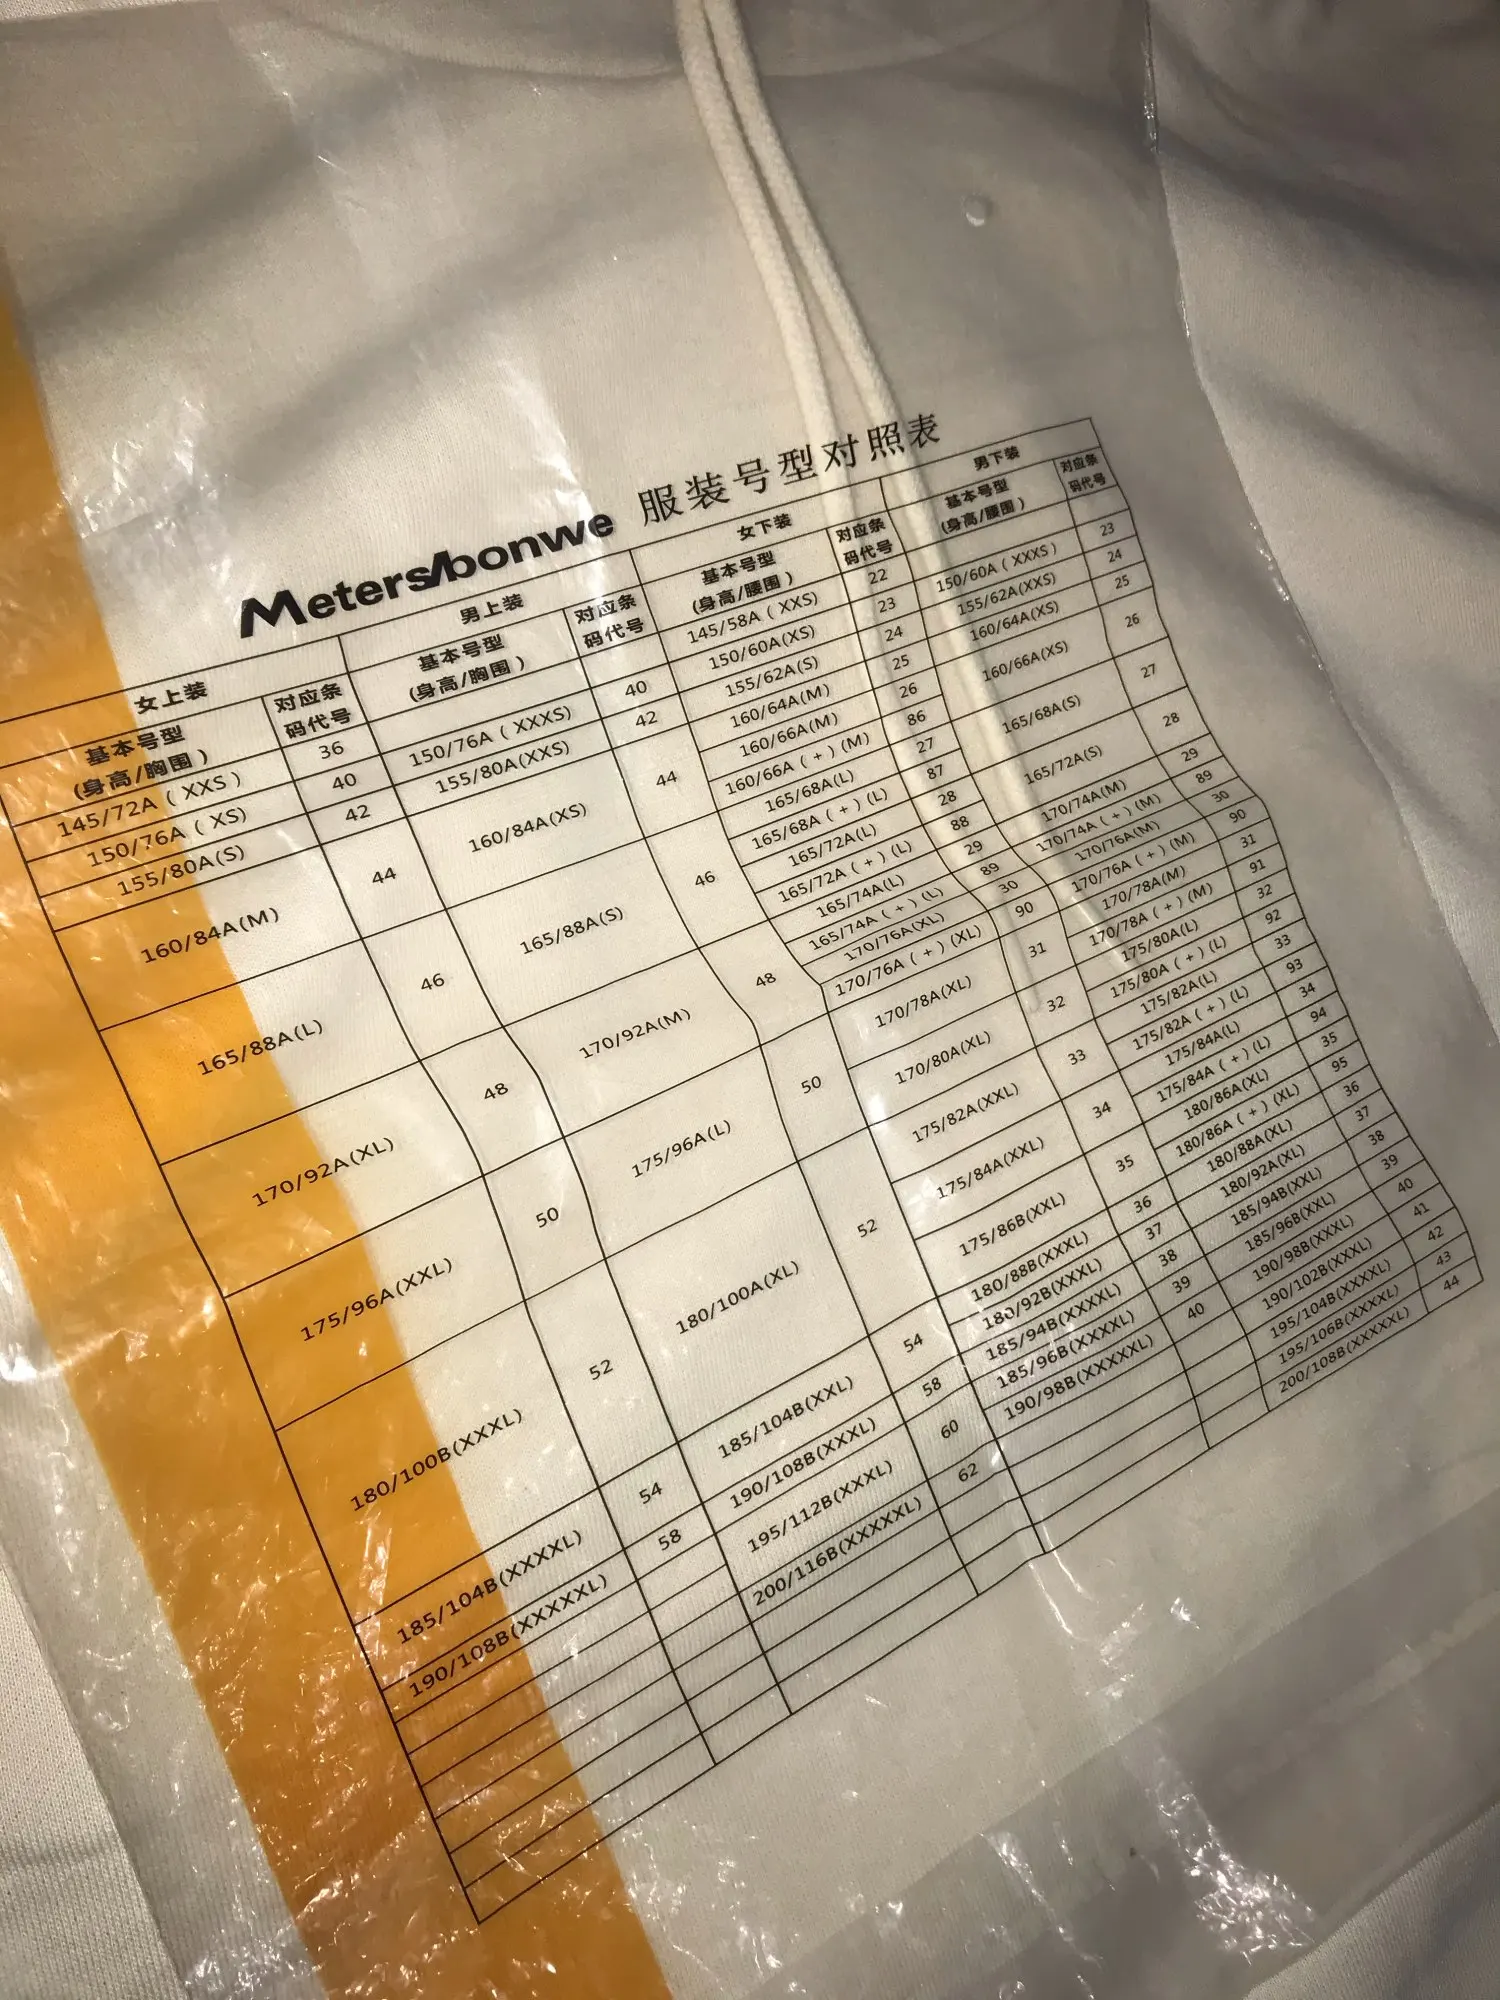 Meters/bonwe 服装号型对照表
女上装 男上装 女下装 男下装
基本号型 (身高/胸围) 对应条码代号 基本号型 (身高/胸围) 对应条码代号 基本号型 (身高/腰围) 对应条码代号 基本号型 (身高/腰围) 对应条码代号
145/72A ( XXS ) 36
150/76A ( XS) 40
155/80A(S) 42
160/84A(M) 44
165/88A(L) 46
170/92A(XL) 48
175/96A(XXL) 50
180/100B(XXXL) 52
185/104B(XXXXL) 54
190/108B(XXXXXL) 58
150/76A ( XXXS) 40
155/80A(XXS) 42
160/84A(XS) 44
165/88A(S) 46
170/92A(M) 48
175/96A(L) 50
180/100A(XL) 52
185/104B(XXL) 54
190/108B(XXXL) 58
195/112B(XXXL) 60
200/116B(XXXXXL) 62
145/58A ( XXS) 22
150/60A(XS) 23
155/62A(S) 24
160/64A(M) 25
160/66A(M) 26
160/66A ( + ) (M) 86
165/68A(L) 27
165/68A ( + ) (L) 87
165/72A(L) 28
165/72A ( + ) (L) 88
165/74A(L) 29
165/74A ( + ) (L) 89
170/76A(XL) 30
170/76A ( + ) (XL) 90
170/78A(XL) 31
170/80A(XL) 32
175/82A(XXL) 33
175/84A(XXL) 34
175/86B(XXL) 35
180/88B(XXXL) 36
180/92B(XXXL) 37
185/94B(XXXXL) 38
185/96B(XXXXL) 39
190/98B(XXXXXL) 40
150/60A ( XXXS ) 23
155/62A(XXS) 24
160/64A(XS) 25
160/66A(XS) 26
165/68A(S) 27
165/72A(S) 28
170/74A(M) 29
170/74A ( + ) (M) 89
170/76A(M) 30
170/76A ( + ) (M) 90
170/78A(M) 31
170/78A ( + ) (M) 91
175/80A(L) 32
175/80A ( + ) (L) 92
175/82A(L) 33
175/82A ( + ) (L) 93
175/84A(L) 34
175/84A ( + ) (L) 94
180/86A(XL) 35
180/86A ( + ) (XL) 95
180/88A(XL) 36
180/92A(XL) 37
185/94B(XXL) 38
185/96B(XXL) 39
190/98B(XXXL) 40
190/102B(XXXL) 41
195/104B(XXXXL) 42
195/106B(XXXXL) 43
200/108B(XXXXXL) 44